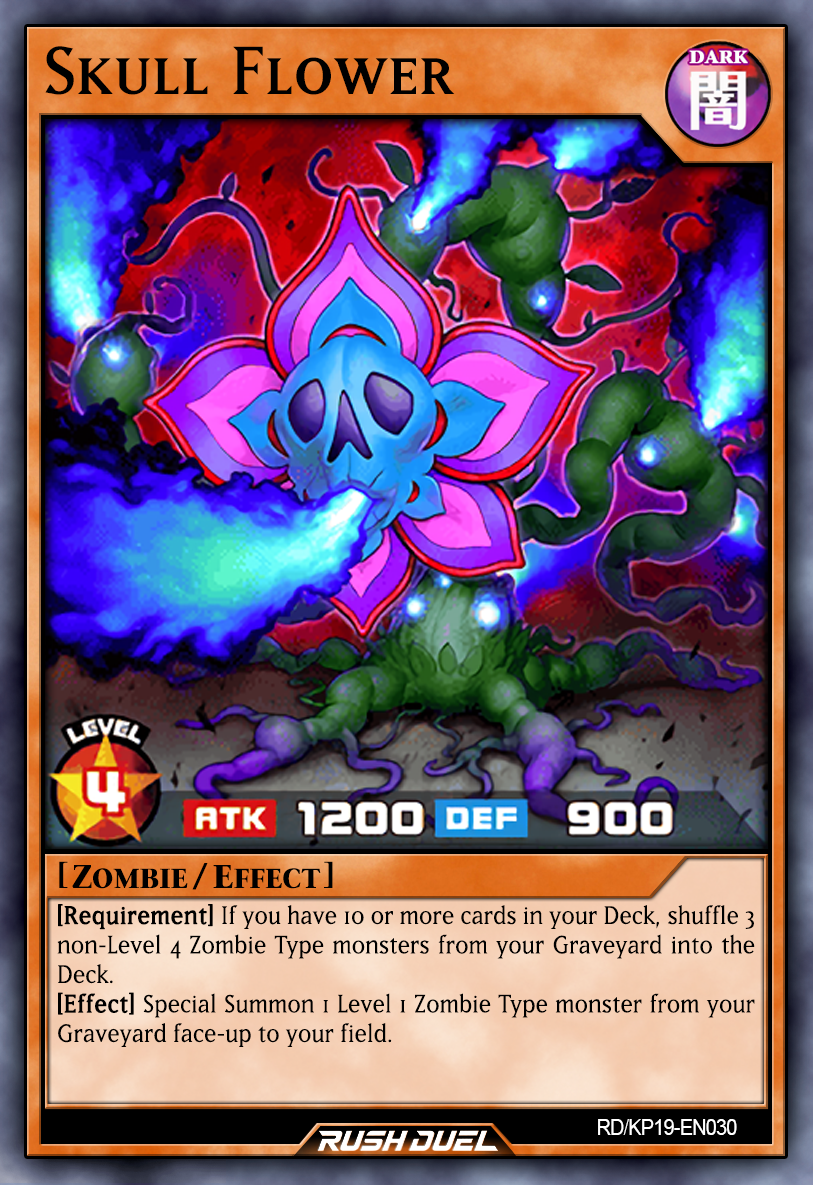 Skull Flower
DARK
闇
LEVEL
4
ATK 1200 DEF 900
[Zombie / Effect]
[Requirement] If you have 10 or more cards in your Deck, shuffle 3
non-Level 4 Zombie Type monsters from your Graveyard into the
Deck.
[Effect] Special Summon 1 Level 1 Zombie Type monster from your
Graveyard face-up to your field.
RD/KP19-EN030
RUSH DUEL